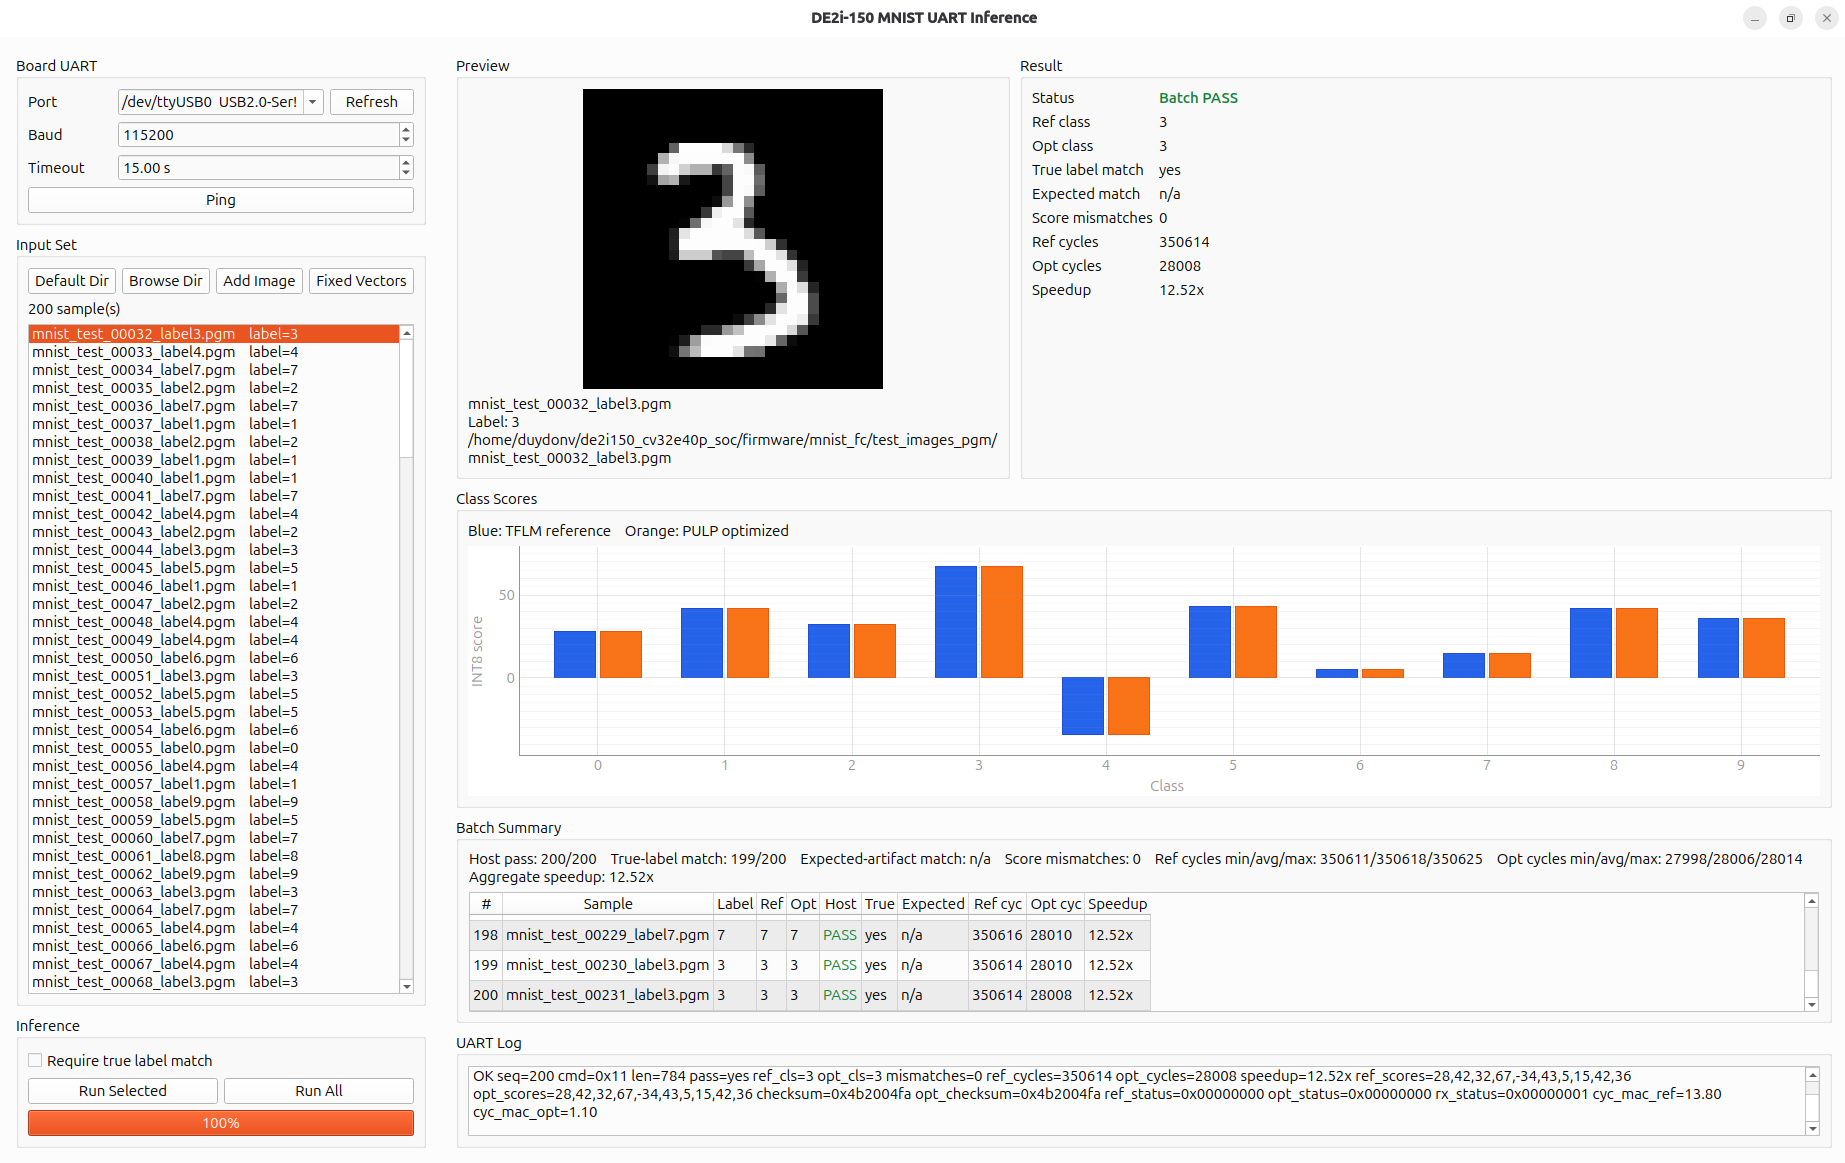 DE2i-150 MNIST UART Inference
Board UART
Port /dev/ttyUSB0 USB2.0-Ser! Refresh
Baud 115200
Timeout 15.00 s
Ping
Input Set
Default Dir Browse Dir Add Image Fixed Vectors
200 sample(s)
mnist_test_00032_label3.pgm label=3
mnist_test_00033_label4.pgm label=4
mnist_test_00034_label7.pgm label=7
mnist_test_00035_label2.pgm label=2
mnist_test_00036_label7.pgm label=7
mnist_test_00037_label1.pgm label=1
mnist_test_00038_label2.pgm label=2
mnist_test_00039_label1.pgm label=1
mnist_test_00040_label1.pgm label=1
mnist_test_00041_label7.pgm label=7
mnist_test_00042_label4.pgm label=4
mnist_test_00043_label2.pgm label=2
mnist_test_00044_label3.pgm label=3
mnist_test_00045_label5.pgm label=5
mnist_test_00046_label1.pgm label=1
mnist_test_00047_label2.pgm label=2
mnist_test_00048_label4.pgm label=4
mnist_test_00049_label4.pgm label=4
mnist_test_00050_label6.pgm label=6
mnist_test_00051_label3.pgm label=3
mnist_test_00052_label5.pgm label=5
mnist_test_00053_label5.pgm label=5
mnist_test_00054_label6.pgm label=6
mnist_test_00055_label0.pgm label=0
mnist_test_00056_label4.pgm label=4
mnist_test_00057_label1.pgm label=1
mnist_test_00058_label9.pgm label=9
mnist_test_00059_label5.pgm label=5
mnist_test_00060_label7.pgm label=7
mnist_test_00061_label8.pgm label=8
mnist_test_00062_label9.pgm label=9
mnist_test_00063_label3.pgm label=3
mnist_test_00064_label7.pgm label=7
mnist_test_00065_label4.pgm label=4
mnist_test_00066_label6.pgm label=6
mnist_test_00067_label4.pgm label=4
mnist_test_00068_label3.pgm label=3
Inference
Require true label match
Run Selected Run All
100%
Preview
3
mnist_test_00032_label3.pgm
Label: 3
/home/duydonv/de2i150_cv32e40p_soc/firmware/mnist_fc/test_images_pgm/
mnist_test_00032_label3.pgm
Result
Status Batch PASS
Ref class 3
Opt class 3
True label match yes
Expected match n/a
Score mismatches 0
Ref cycles 350614
Opt cycles 28008
Speedup 12.52x
Class Scores
Blue: TFLM reference Orange: PULP optimized
INT8 score
50
0
0 1 2 3 4 5 6 7 8 9
Class
Batch Summary
Host pass: 200/200 True-label match: 199/200 Expected-artifact match: n/a Score mismatches: 0 Ref cycles min/avg/max: 350611/350618/350625 Opt cycles min/avg/max: 27998/28006/28014
Aggregate speedup: 12.52x
# Sample Label Ref Opt Host True Expected Ref cyc Opt cyc Speedup
198 mnist_test_00229_label7.pgm 7 7 7 PASS yes n/a 350616 28010 12.52x
199 mnist_test_00230_label3.pgm 3 3 3 PASS yes n/a 350614 28010 12.52x
200 mnist_test_00231_label3.pgm 3 3 3 PASS yes n/a 350614 28008 12.52x
UART Log
OK seq=200 cmd=0x11 len=784 pass=yes ref_cls=3 opt_cls=3 mismatches=0 ref_cycles=350614 opt_cycles=28008 speedup=12.52x ref_scores=28,42,32,67,-34,43,5,15,42,36
opt_scores=28,42,32,67,-34,43,5,15,42,36 checksum=0x4b2004fa opt_checksum=0x4b2004fa ref_status=0x00000000 opt_status=0x00000000 rx_status=0x00000001 cyc_mac_ref=13.80
cyc_mac_opt=1.10